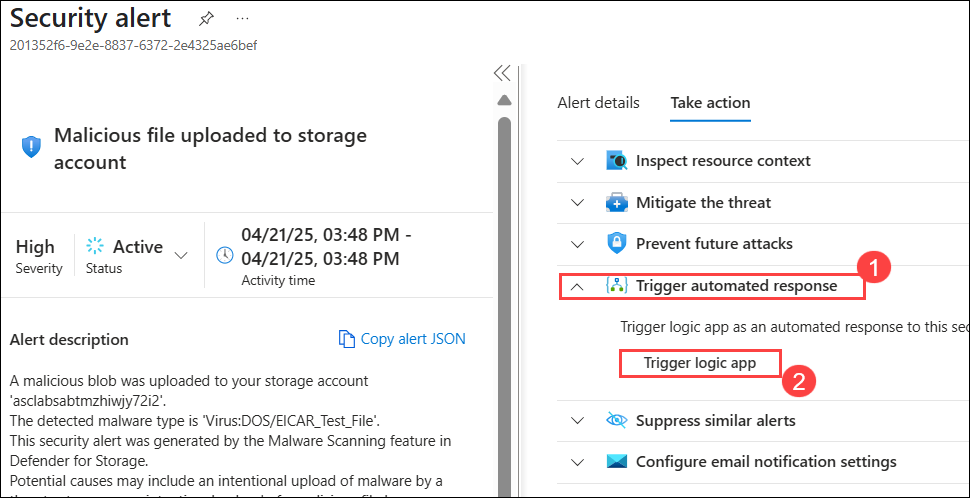 Security alert
201352f6-9e2e-8837-6372-2e4325ae6bef
Malicious file uploaded to storage
account
High
Severity
Active
Status
04/21/25, 03:48 PM -
04/21/25, 03:48 PM
Activity time
Alert description
Copy alert JSON
A malicious blob was uploaded to your storage account
'asclabsabtmzhiwjy72i2'.
The detected malware type is 'Virus:DOS/EICAR_Test_File'.
This security alert was generated by the Malware Scanning feature in
Defender for Storage.
Potential causes may include an intentional upload of malware by a
Alert details
Take action
Inspect resource context
Mitigate the threat
Prevent future attacks
1
Trigger automated response
Trigger logic app as an automated response to this sec
Trigger logic app
2
Suppress similar alerts
Configure email notification settings